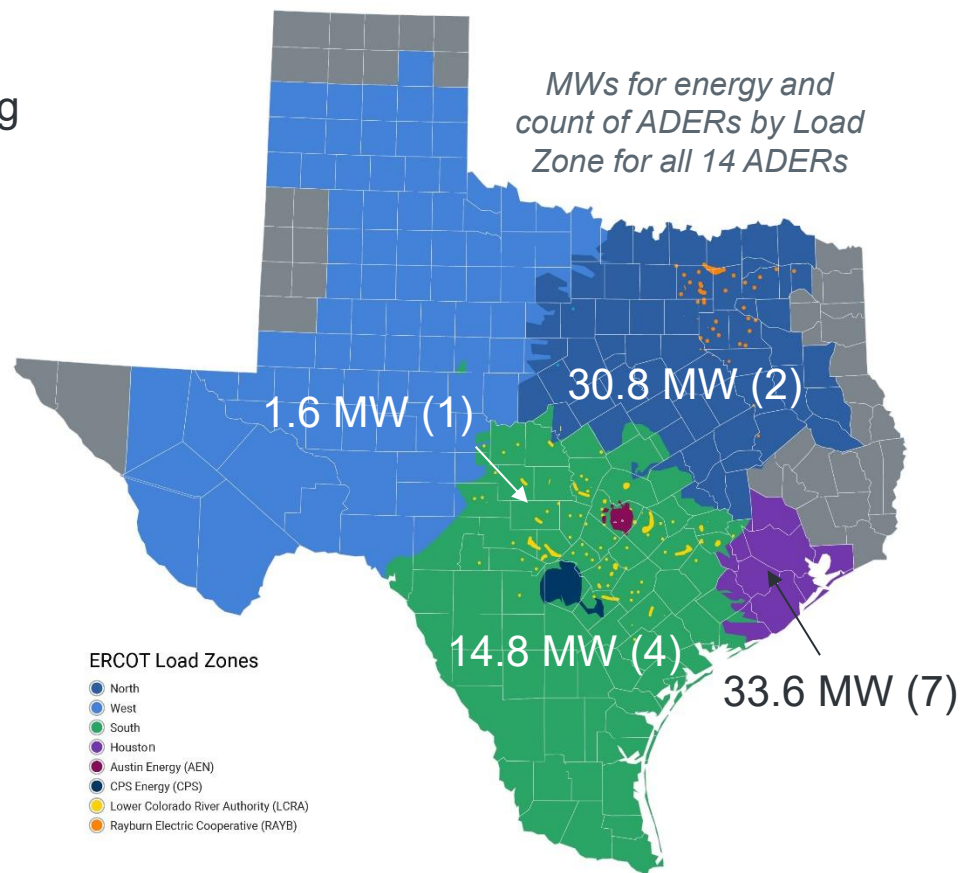 g
MWs for energy and
count of ADERs by Load
Zone for all 14 ADERs
30.8 MW (2)
1.6 MW (1)
14.8 MW (4)
33.6 MW (7)
ERCOT Load Zones
North
West
South
Houston
Austin Energy (AEN)
CPS Energy (CPS)
Lower Colorado River Authority (LCRA)
Rayburn Electric Cooperative (RAYB)